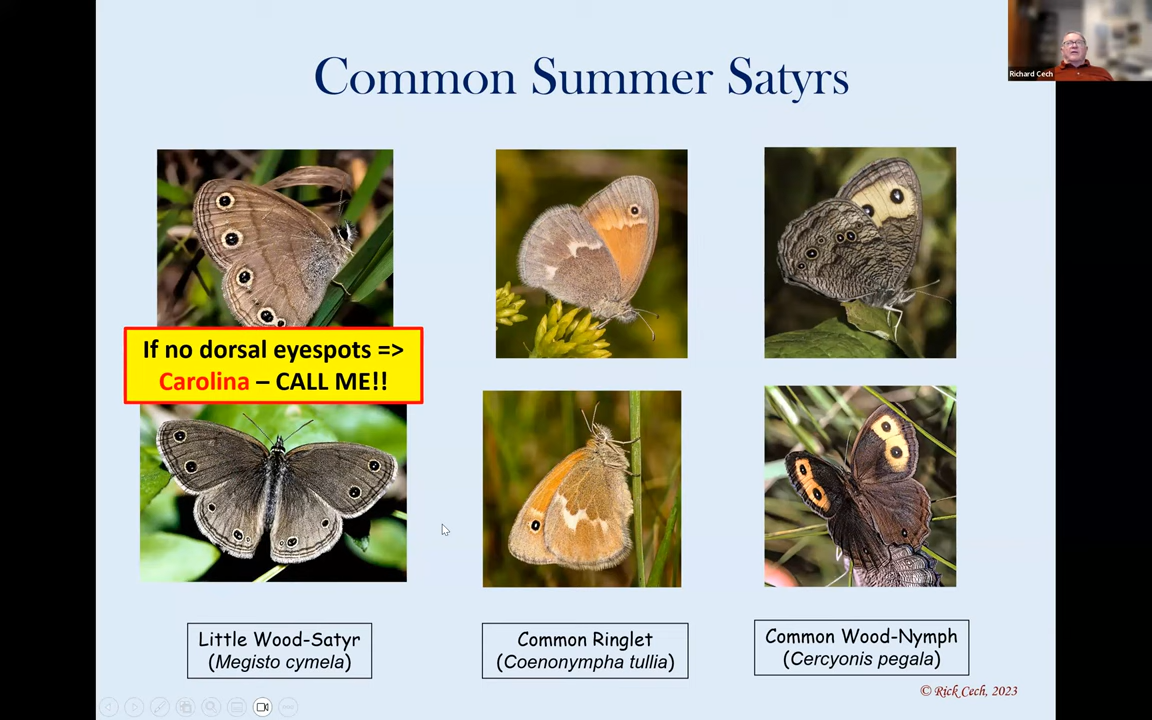 Common Summer Satyrs
Richard Cech
If no dorsal eyespots =>
Carolina – CALL ME!!
Little Wood-Satyr
(Megisto cymela)
Common Ringlet
(Coenonympha tullia)
Common Wood-Nymph
(Cercyonis pegala)
© Rick Cech, 2023